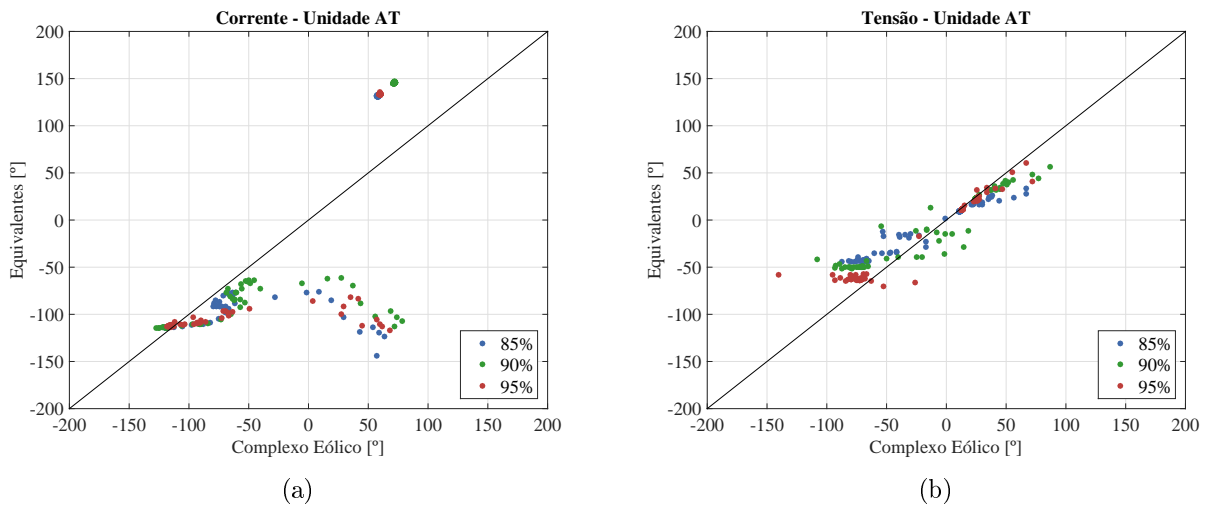 Corrente - Unidade AT
200
150
100
50
0
-50
-100
-150
-200
Equivalentes [º]
-200 -150 -100 -50 0 50 100 150 200
Complexo Eólico [º]
85%
90%
95%
(a)
Tensão - Unidade AT
200
150
100
50
0
-50
-100
-150
-200
Equivalentes [º]
-200 -150 -100 -50 0 50 100 150 200
Complexo Eólico [º]
85%
90%
95%
(b)